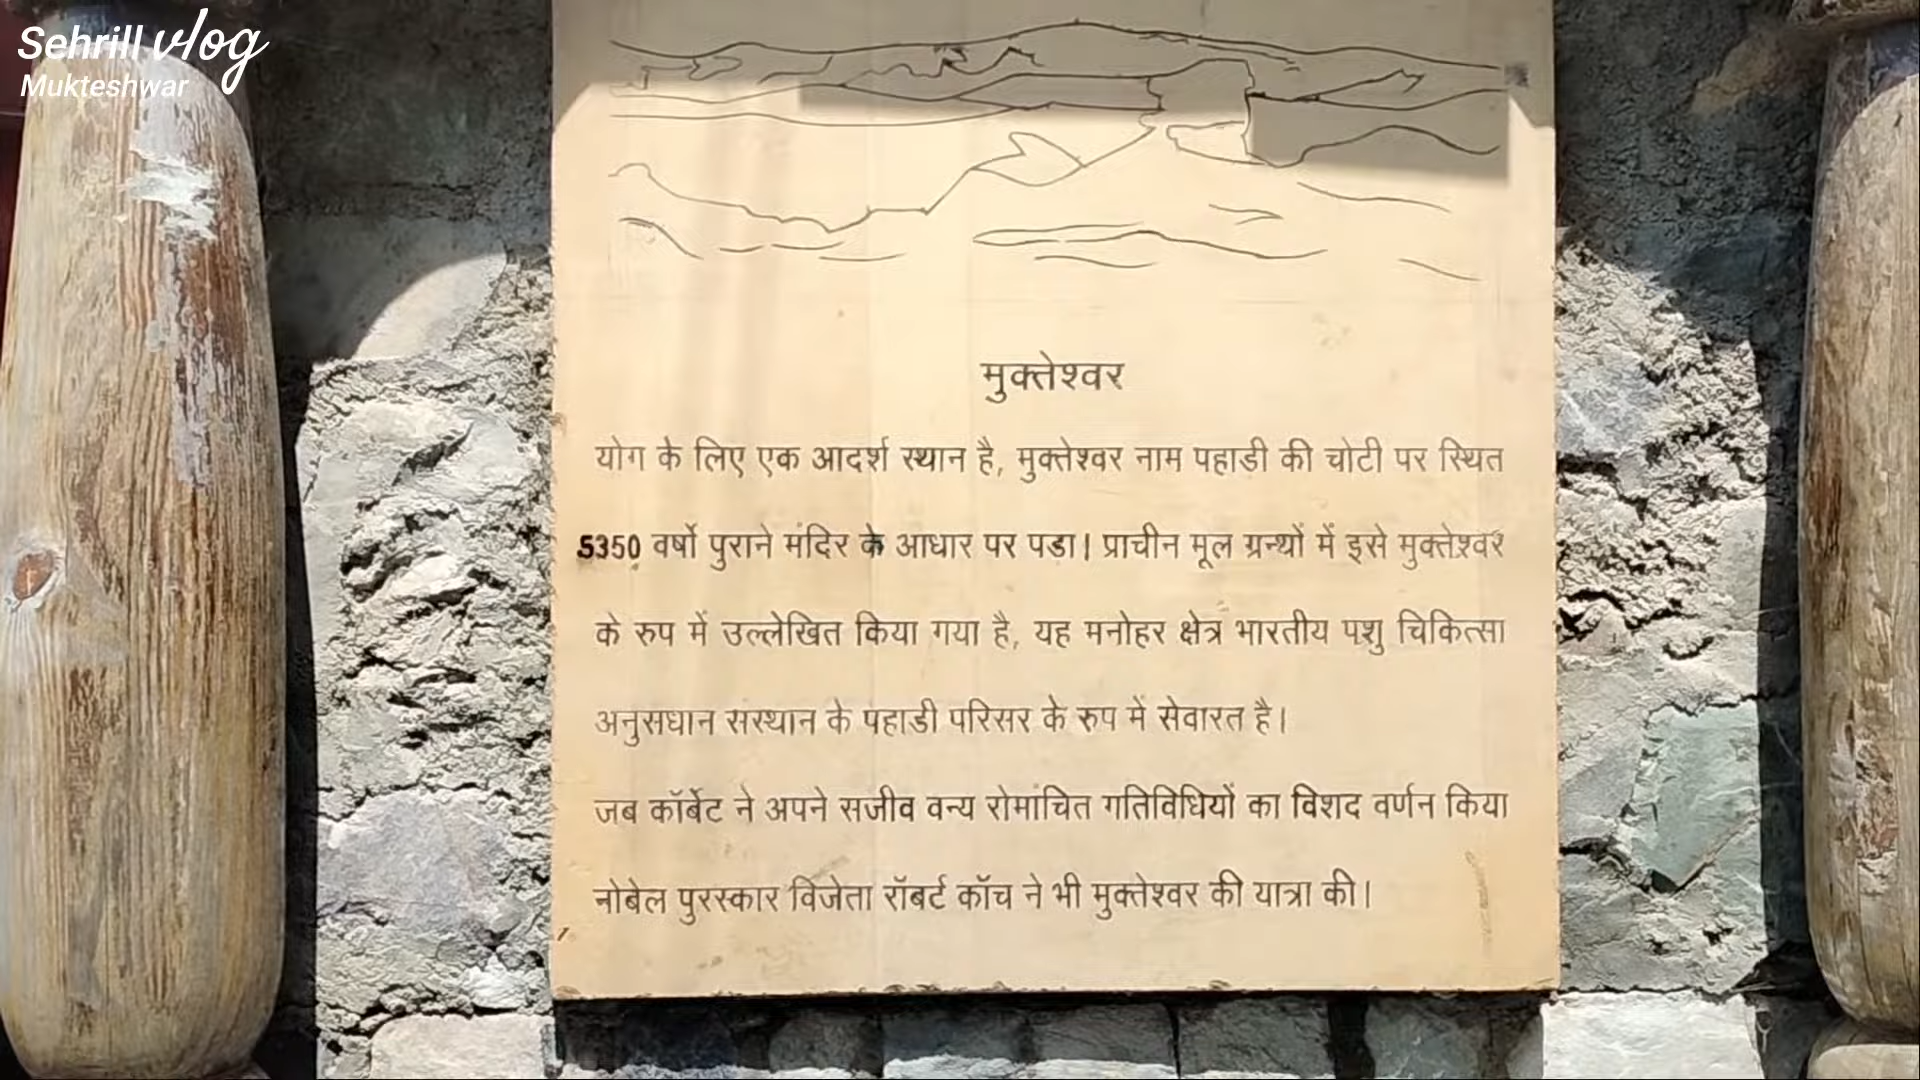 Sehrill vlog
Mukteshwar
मुक्तेश्वर
योग के लिए एक आदर्श स्थान है, मुक्तेश्वर नाम पहाडी की चोटी पर स्थित
5350 वर्षो पुराने मंदिर के आधार पर पडा। प्राचीन मूल ग्रन्थों में इसे मुक्तेश्वर
के रुप में उल्लेखित किया गया है, यह मनोहर क्षेत्र भारतीय पशु चिकित्सा
अनुसधान संस्थान के पहाडी परिसर के रुप में सेवारत है।
जब कॉर्बेट ने अपने सजीव वन्य रोमांचित गतिविधियों का विशद वर्णन किया
नोबेल पुरस्कार विजेता रॉबर्ट कॉच ने भी मुक्तेश्वर की यात्रा की।